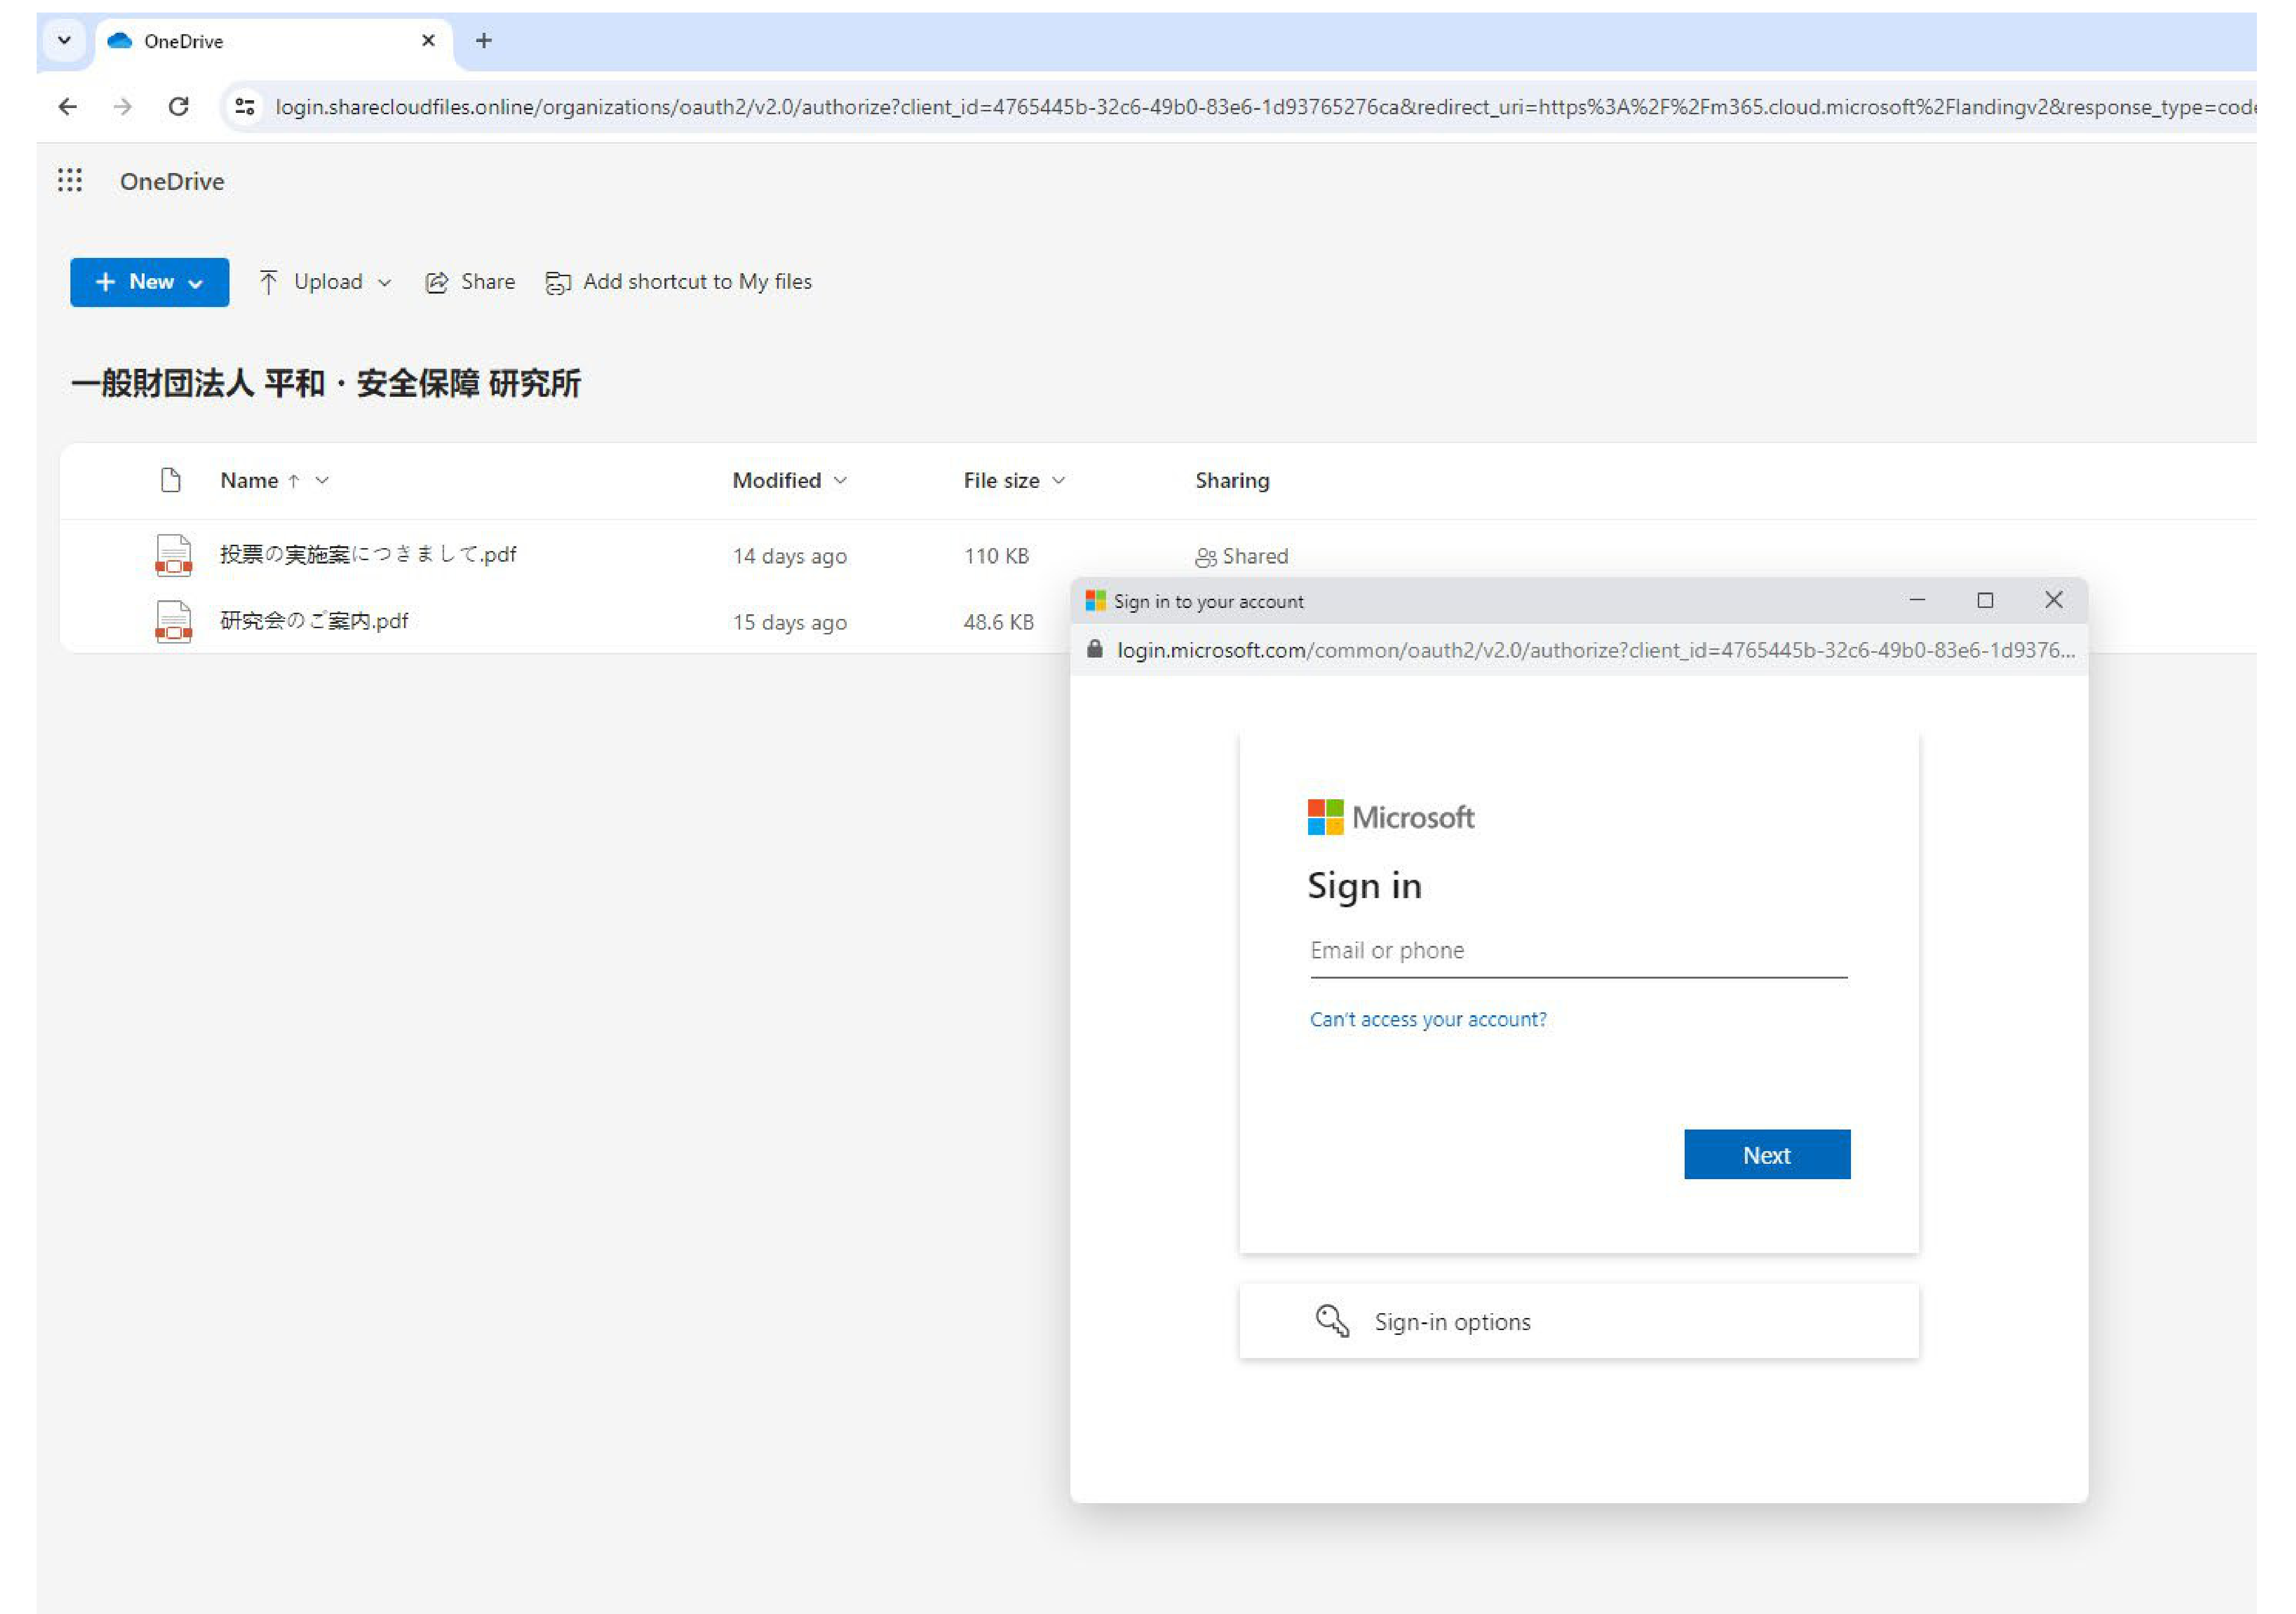 OneDrive
login.sharecloudfiles.online/organizations/oauth2/v2.0/authorize?client_id=4765445b-32c6-49b0-83e6-1d93765276ca&redirect_uri=https%3A%2F%2Fm365.cloud.microsoft%2Flandingv2&response_type=code
OneDrive
New Upload Share Add shortcut to My files
一般財団法人 平和・安全保障 研究所
Name Modified File size Sharing
投票の実施案につきまして.pdf 14 days ago 110 KB Shared
研究会のご案内.pdf 15 days ago 48.6 KB
Sign in to your account
login.microsoft.com/common/oauth2/v2.0/authorize?client_id=4765445b-32c6-49b0-83e6-1d9376...
Microsoft
Sign in
Email or phone
Can't access your account?
Next
Sign-in options